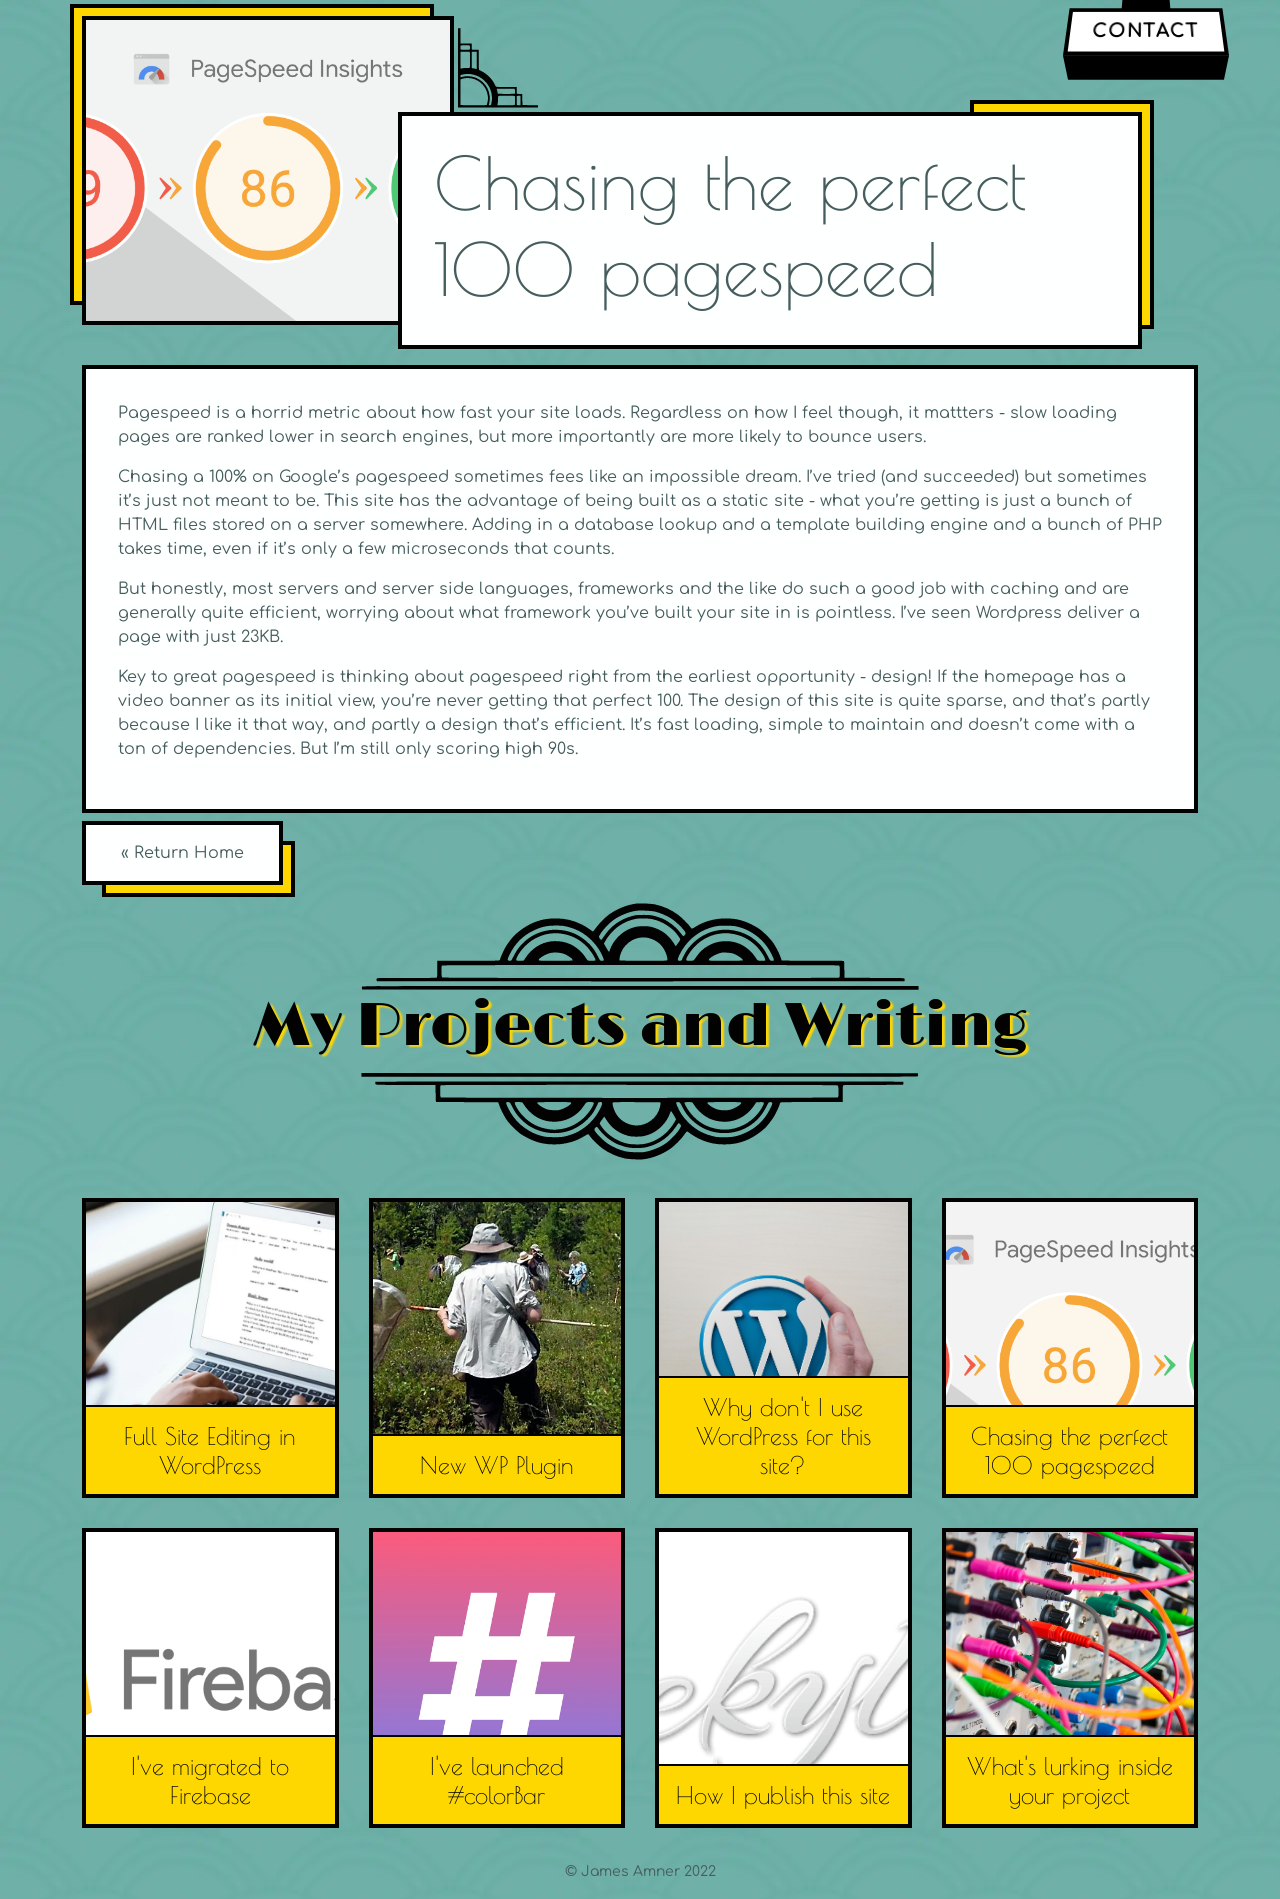 CONTACT
PageSpeed Insights
9 » 86 »
Chasing the perfect
100 pagespeed
Pagespeed is a horrid metric about how fast your site loads. Regardless on how I feel though, it mattters - slow loading
pages are ranked lower in search engines, but more importantly are more likely to bounce users.
Chasing a 100% on Google’s pagespeed sometimes fees like an impossible dream. I’ve tried (and succeeded) but sometimes
it’s just not meant to be. This site has the advantage of being built as a static site - what you’re getting is just a bunch of
HTML files stored on a server somewhere. Adding in a database lookup and a template building engine and a bunch of PHP
takes time, even if it’s only a few microseconds that counts.
But honestly, most servers and server side languages, frameworks and the like do such a good job with caching and are
generally quite efficient, worrying about what framework you’ve built your site in is pointless. I’ve seen Wordpress deliver a
page with just 23KB.
Key to great pagespeed is thinking about pagespeed right from the earliest opportunity - design! If the homepage has a
video banner as its initial view, you’re never getting that perfect 100. The design of this site is quite sparse, and that’s partly
because I like it that way, and partly a design that’s efficient. It’s fast loading, simple to maintain and doesn’t come with a
ton of dependencies. But I’m still only scoring high 90s.
« Return Home
My Projects and Writing
Full Site Editing in
WordPress
New WP Plugin
W
Why don't I use
WordPress for this
site?
PageSpeed Insights
» 86 »
Chasing the perfect
100 pagespeed
Fireba
I've migrated to
Firebase
#
I've launched
#colorBar
ekyl
How I publish this site
What's lurking inside
your project
© James Amner 2022